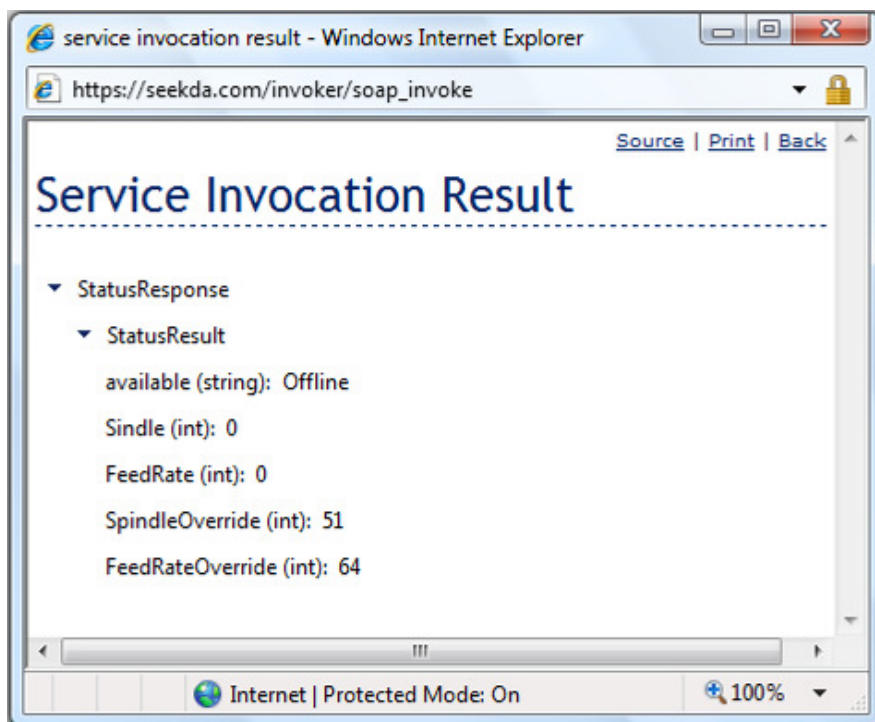 service invocation result - Windows Internet Explorer
https://seekda.com/invoker/soap_invoke
Source | Print | Back
Service Invocation Result
StatusResponse
StatusResult
available (string): Offline
Sindle (int): 0
FeedRate (int): 0
SpindleOverride (int): 51
FeedRateOverride (int): 64
Internet | Protected Mode: On 100%